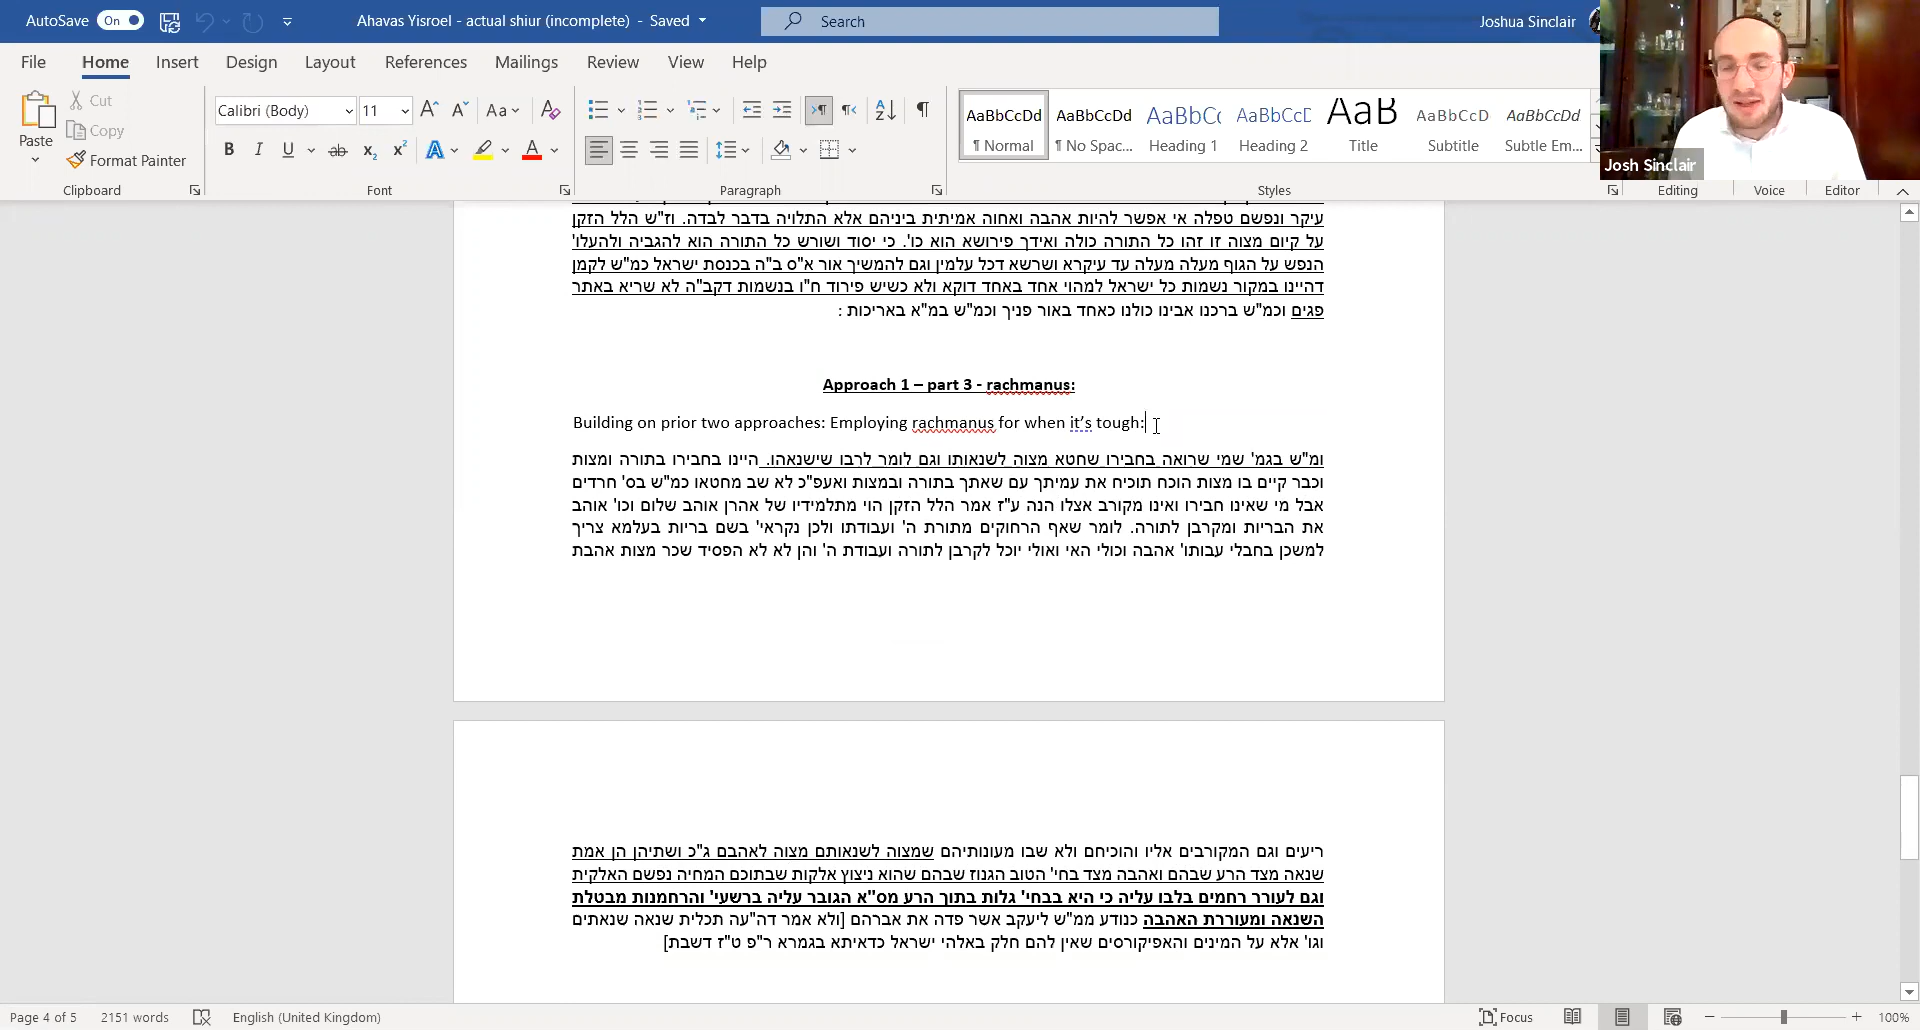 AutoSave On Ahavas Yisroel - actual shiur (incomplete) - Saved Search Joshua Sinclair
File Home Insert Design Layout References Mailings Review View Help
Paste Cut Copy Format Painter Clipboard
Calibri (Body) 11 Font
Paragraph
AaBbCcDd ¶ Normal
AaBbCcDd ¶ No Spac...
AaBbC Heading 1
AaBbCcD Heading 2
AaB Title
AaBbCcD Subtitle
AaBbCcDd Subtle Em...
Styles Editing Voice Editor
Josh Sinclair
עיקר ונפשם טפלה אי אפשר להיות אהבה ואחוה אמיתית ביניהם אלא התלויה בדבר לבדה. וז"ש הלל הזקן
על קיום מצוה זו זהו כל התורה כולה ואידך פירושא הוא כו'. כי יסוד ושורש כל התורה הוא להגביה ולהעלו'
הנפש על הגוף מעלה מעלה עד עיקרא ושרשא דכל עלמין וגם להמשיך אור א"ס ב"ה בכנסת ישראל כמ"ש לקמן
דהיינו במקור נשמות כל ישראל למהוי אחד באחד דוקא ולא כשיש פירוד ח"ו בנשמות דקב"ה לא שריא באתר
פגים וכמ"ש ברכנו אבינו כולנו כאחד באור פניך וכמ"ש במ"א באריכות :
Approach 1 – part 3 - rachmanus:
Building on prior two approaches: Employing rachmanus for when it’s tough:
ומ"ש בגמ' שמי שרואה בחבירו שחטא מצוה לשנאותו וגם לומר לרבו שישנאהו. היינו בחבירו בתורה ומצות
וכבר קיים בו מצות הוכח תוכיח את עמיתך עם שאתך בתורה ובמצות ואעפ"כ לא שב מחטאו כמ"ש בס' חרדים
אבל מי שאינו חבירו ואינו מקורב אצלו הנה ע"ז אמר הלל הזקן הוי מתלמידיו של אהרן אוהב שלום וכו' אוהב
את הבריות ומקרבן לתורה. לומר שאף הרחוקים מתורת ה' ועבודתו ולכן נקראי' בשם בריות בעלמא צריך
למשכן בחבלי עבותו' אהבה וכולי האי ואולי יוכל לקרבן לתורה ועבודת ה' והן לא לא הפסיד שכר מצות אהבת
ריעים וגם המקורבים אליו והוכיחם ולא שבו מעונותיהם שמצוה לשנאותם מצוה לאהבם ג"כ ושתיהן הן אמת
שנאה מצד הרע שבהם ואהבה מצד בחי' הטוב הגנוז שבהם שהוא ניצוץ אלקות שבתוכם המחיה נפשם האלקית
וגם לעורר רחמים בלבו עליה כי היא בבחי' גלות בתוך הרע מס"א הגובר עליה ברשעי' והרחמנות מבטלת
השנאה ומעוררת האהבה כנודע ממ"ש ליעקב אשר פדה את אברהם [ולא אמר דה"עה תכלית שנאה שנאתים
וגו' אלא על המינים והאפיקורסים שאין להם חלק באלהי ישראל כדאיתא בגמרא ר"פ ט"ז דשבת]
Page 4 of 5 2151 words English (United Kingdom) Focus 100%